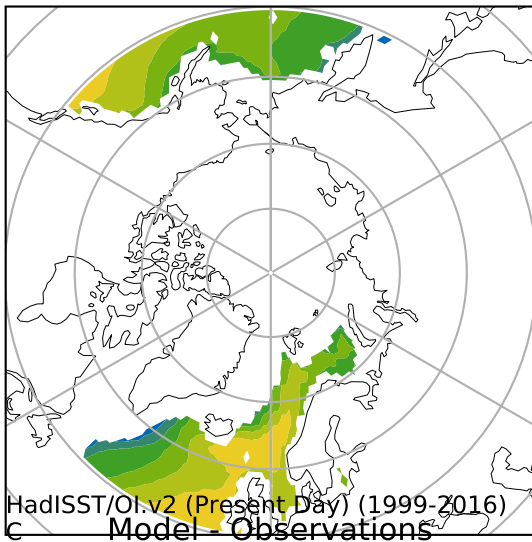 HadISST/OI.v2 (Present Day) (1999-2016)
C Model - Observations